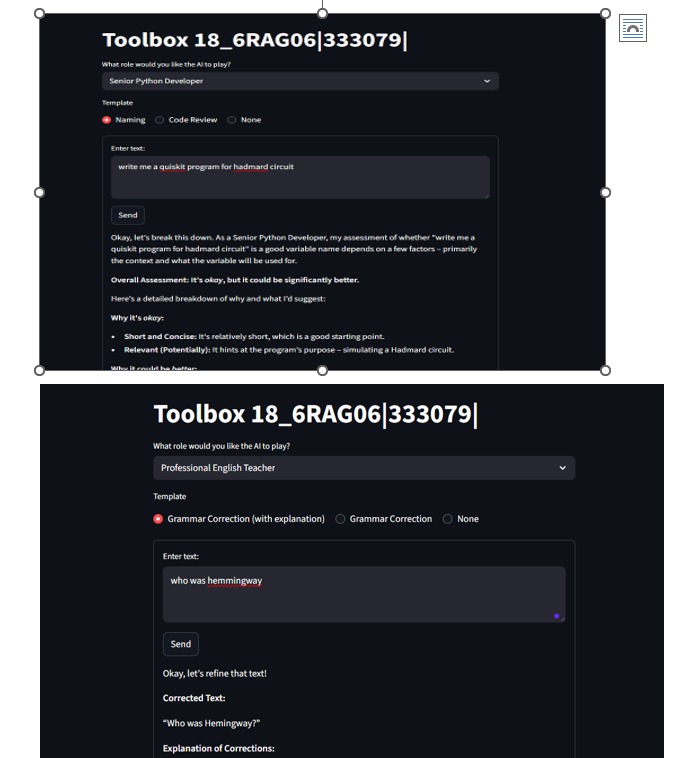 Toolbox 18_6RAG06|333079|
What role would you like the AI to play?
Senior Python Developer
Template
Naming Code Review None
Enter text:
write me a quiskit program for hadmard circuit
Send
Okay, let's break this down. As a Senior Python Developer, my assessment of whether "write me a
quiskit program for hadmard circuit" is a good variable name depends on a few factors – primarily
the context and what the variable will be used for.
Overall Assessment: It's okay, but it could be significantly better.
Here's a detailed breakdown of why and what I'd suggest:
Why it's okay:
• Short and Concise: It's relatively short, which is a good starting point.
• Relevant (Potentially): It hints at the program's purpose – simulating a Hadmard circuit.
Why it could be better:
Toolbox 18_6RAG06|333079|
What role would you like the AI to play?
Professional English Teacher
Template
Grammar Correction (with explanation) Grammar Correction None
Enter text:
who was hemmingway
Send
Okay, let's refine that text!
Corrected Text:
“Who was Hemingway?”
Explanation of Corrections: